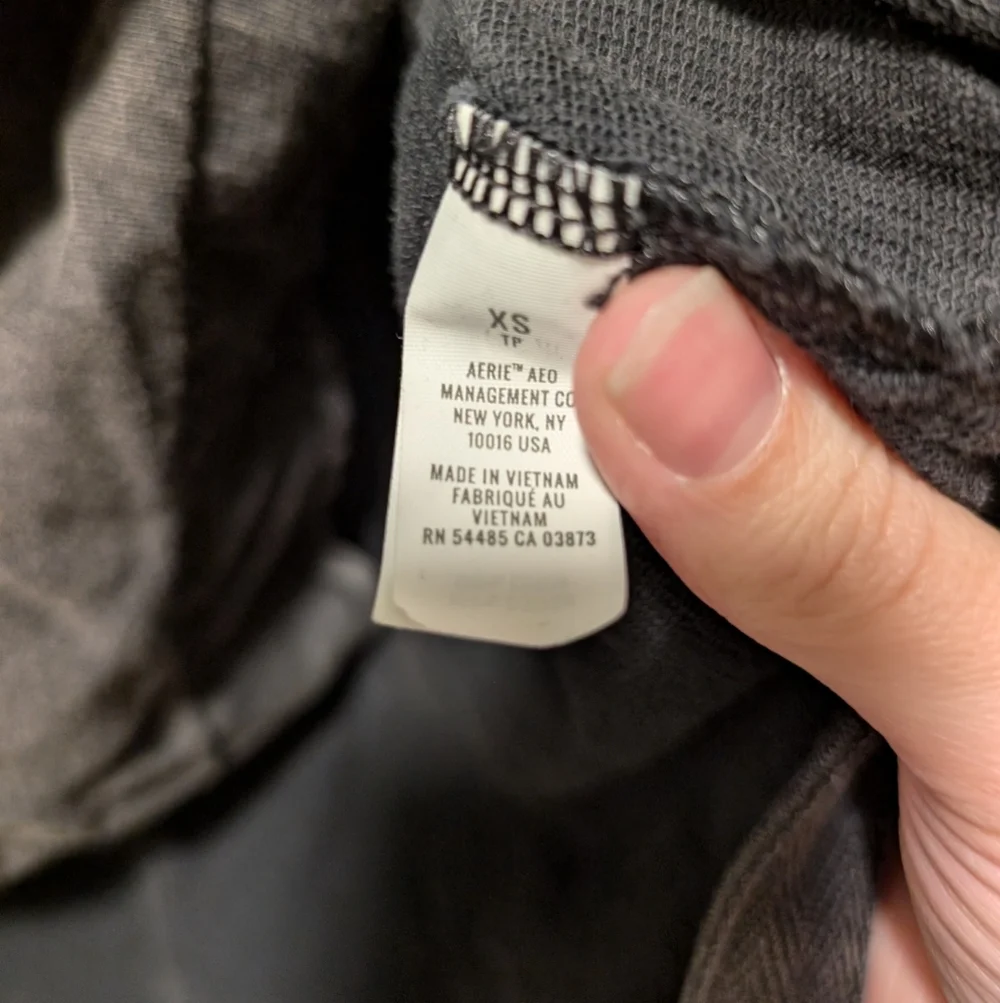 XS
TP
AERIE™ AEO
MANAGEMENT CO
NEW YORK, NY
10016 USA
MADE IN VIETNAM
FABRIQUÉ AU
VIETNAM
RN 54485 CA 03873